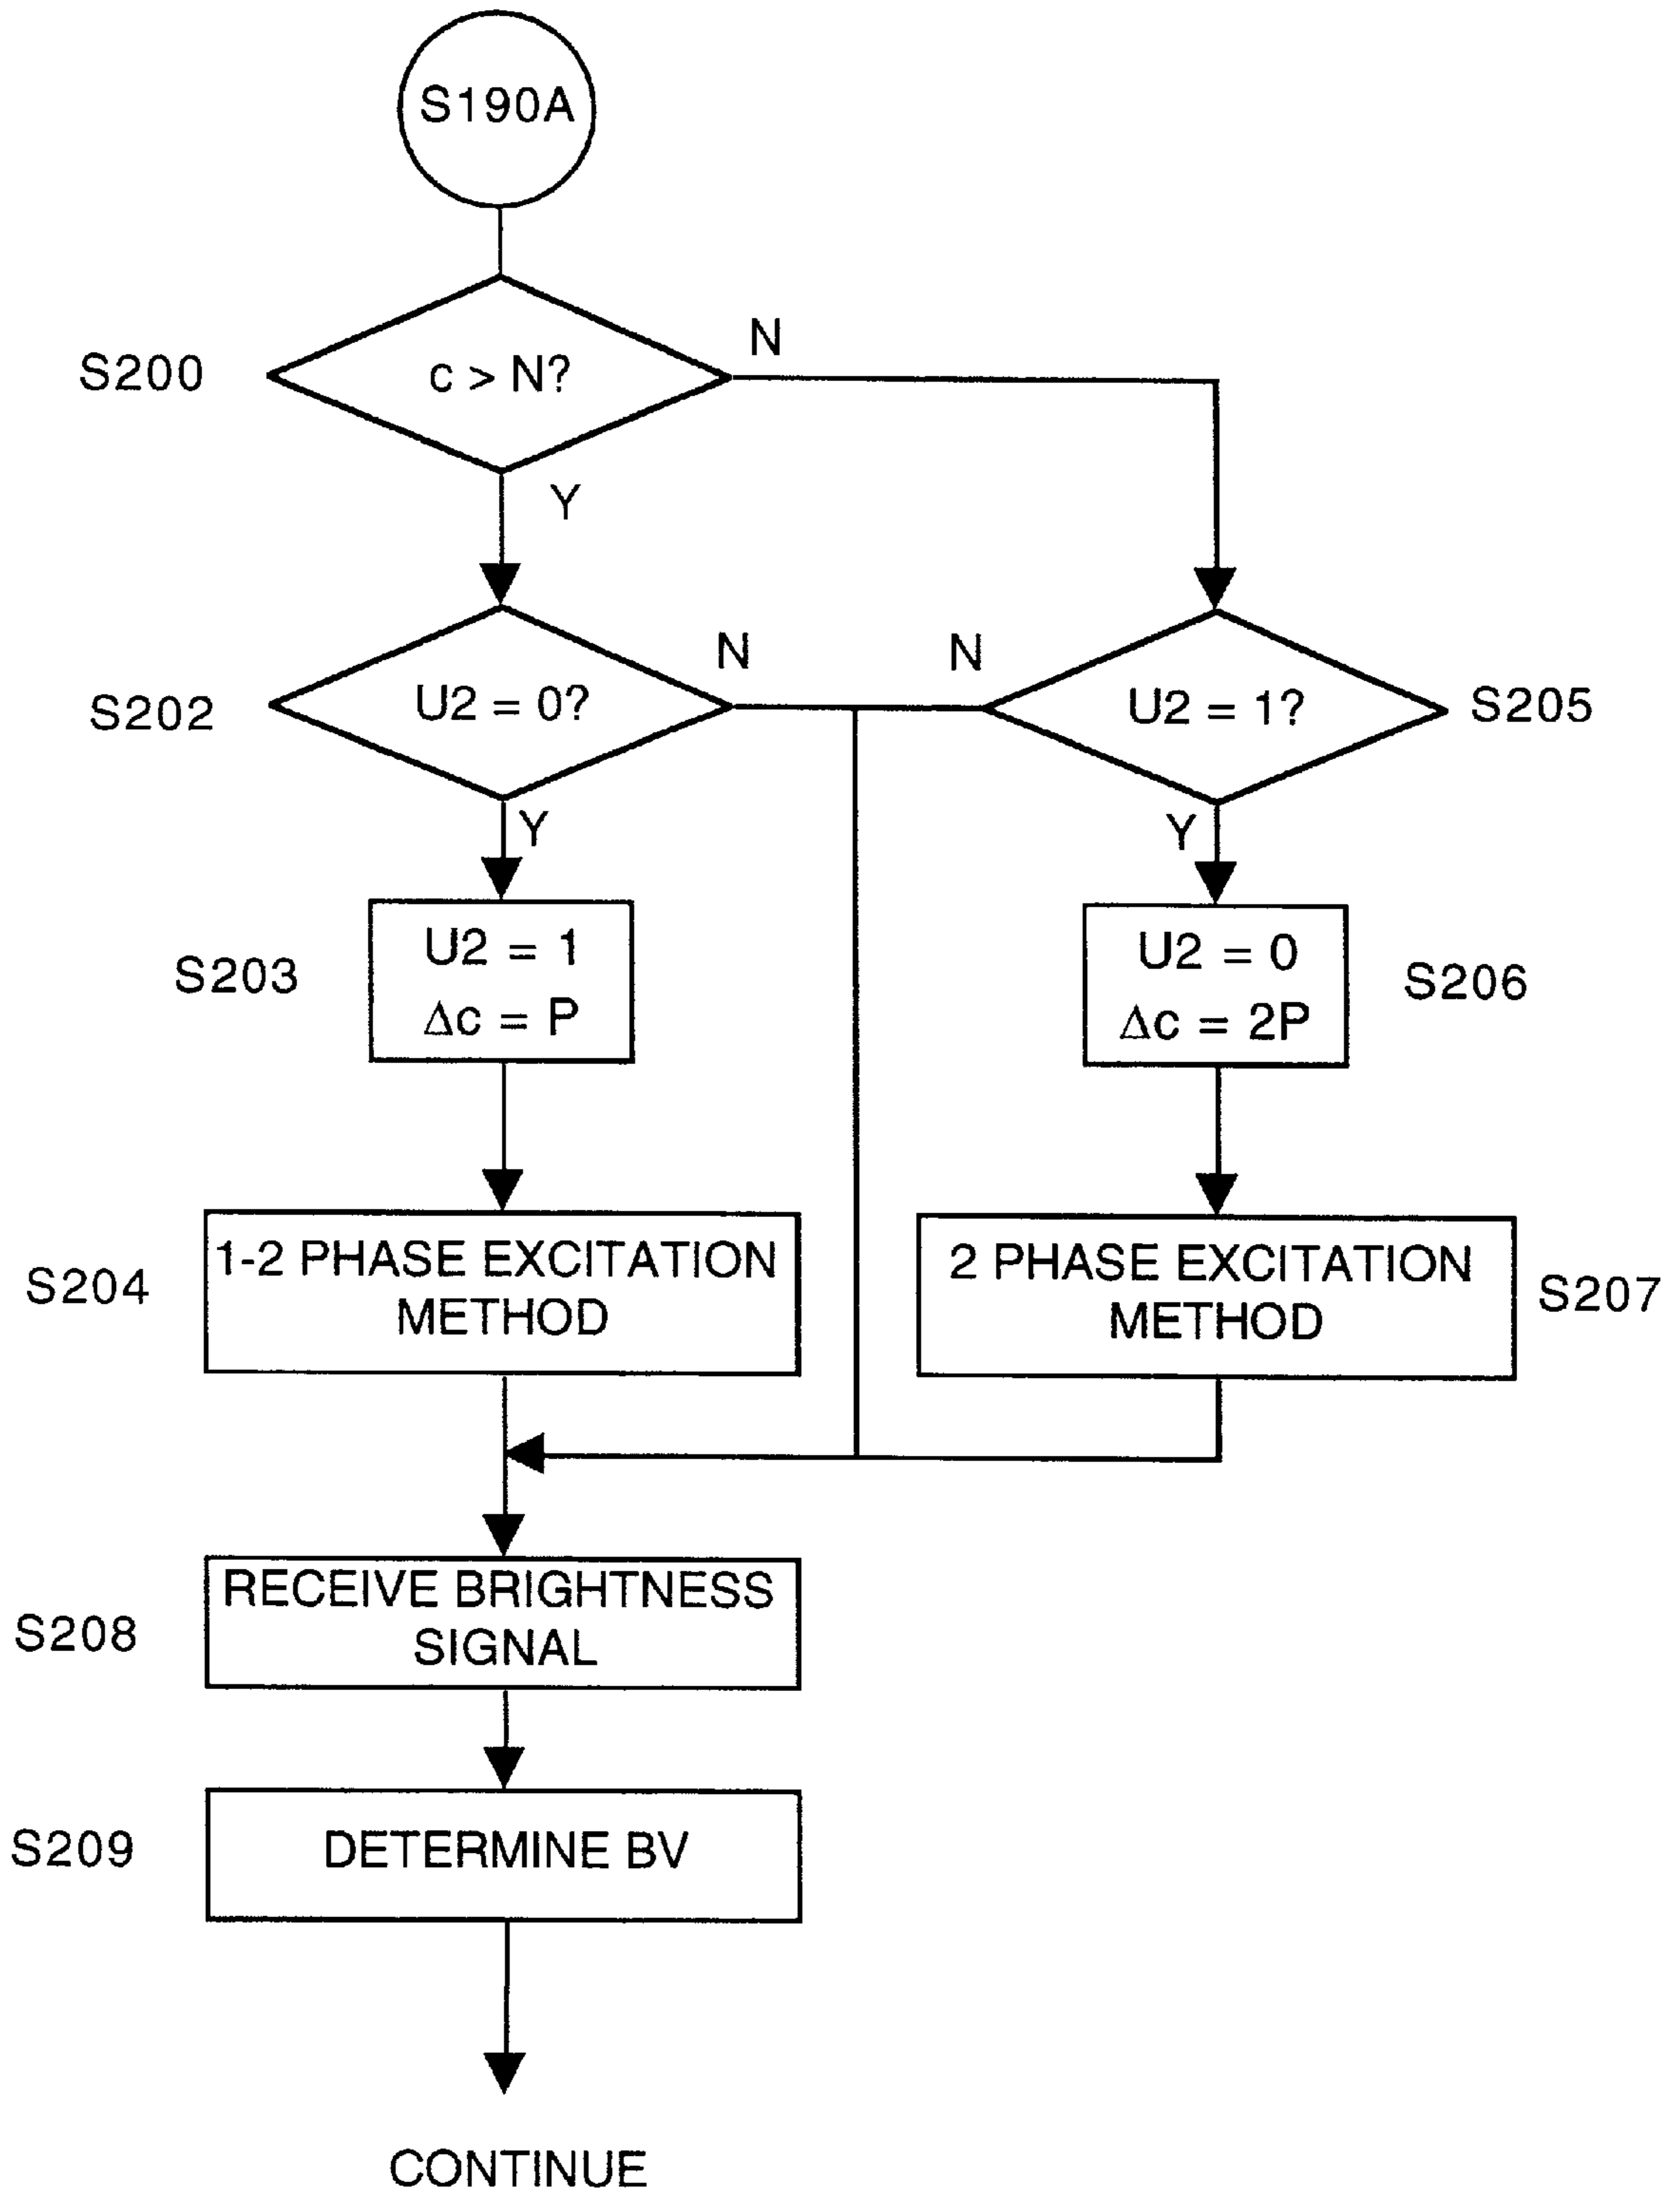 S190A
S200
c > N?
N
Y
S202
U2 = 0?
N
N
U2 = 1?
S205
Y
Y
S203
U2 = 1
Δc = P
U2 = 0
Δc = 2P
S206
S204
1-2 PHASE EXCITATION
METHOD
2 PHASE EXCITATION
METHOD
S207
S208
RECEIVE BRIGHTNESS
SIGNAL
S209
DETERMINE BV
CONTINUE